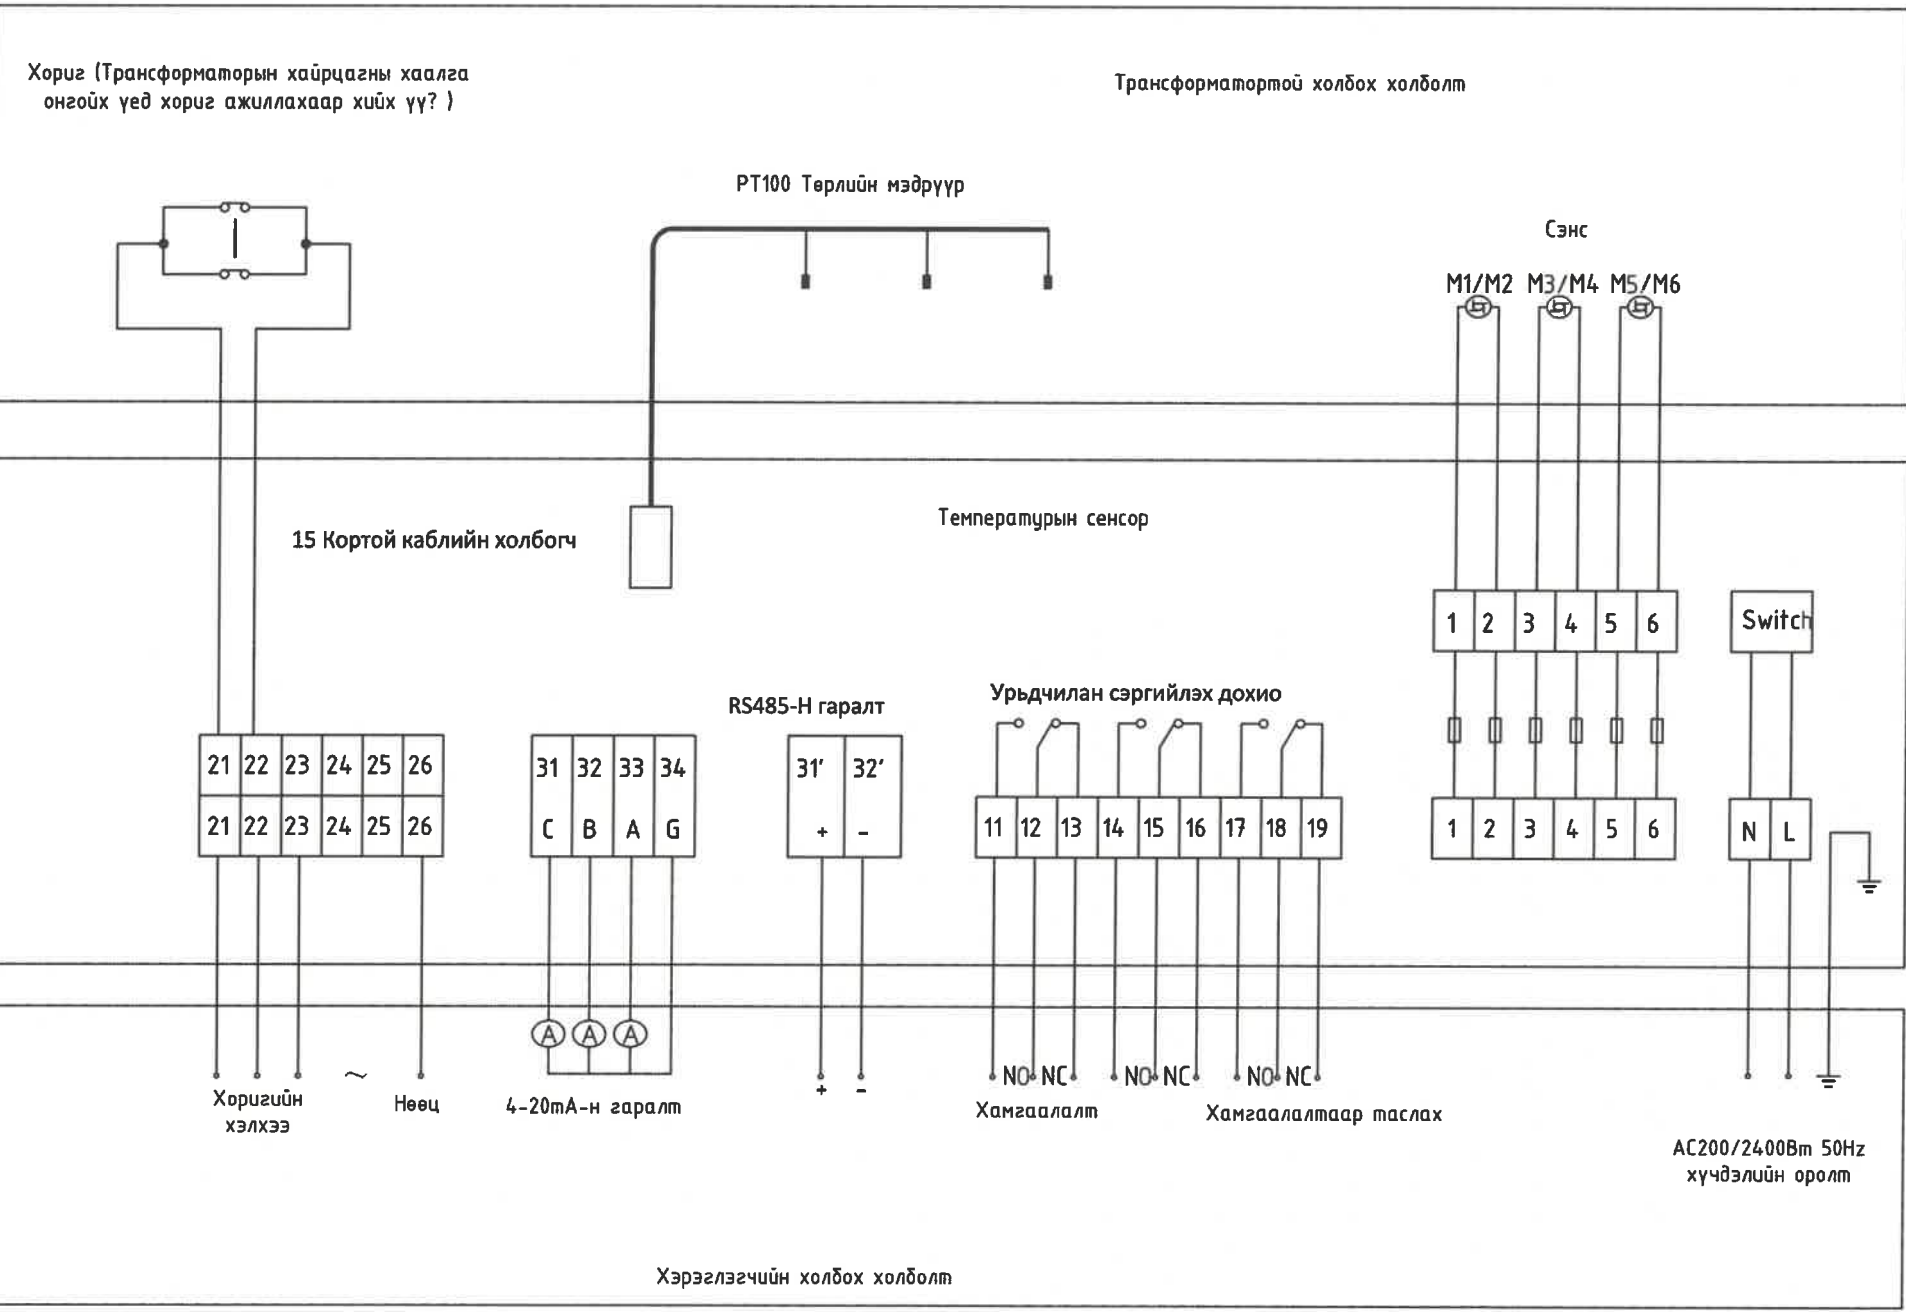 Хориг (Трансформаторын хайрцагны хаалга
онгойх үед хориг ажиллахаар хийх үү? )
Трансформатортой холбох холболт
PT100 Төрлийн мэдрүүр
Сэнс
M1/M2 M3/M4 M5/M6
15 Кортой каблийн холбогч
Температурын сенсор
1 2 3 4 5 6
Switch
RS485-Н гаралт
Урьдчилан сэргийлэх дохио
21 22 23 24 25 26
31 32 33 34
31' 32'
21 22 23 24 25 26
C B A G
+ -
11 12 13 14 15 16 17 18 19
1 2 3 4 5 6
N L
A A A
~
+ -
NO NC NO NC NO NC
Хоригийн
хэлхээ
Нөөц
4-20mA-н гаралт
Хамгаалалт
Хамгаалалтаар таслах
AC200/2400Вт 50Hz
хүчдэлийн оролт
Хэрэглэгчийн холбох холболт